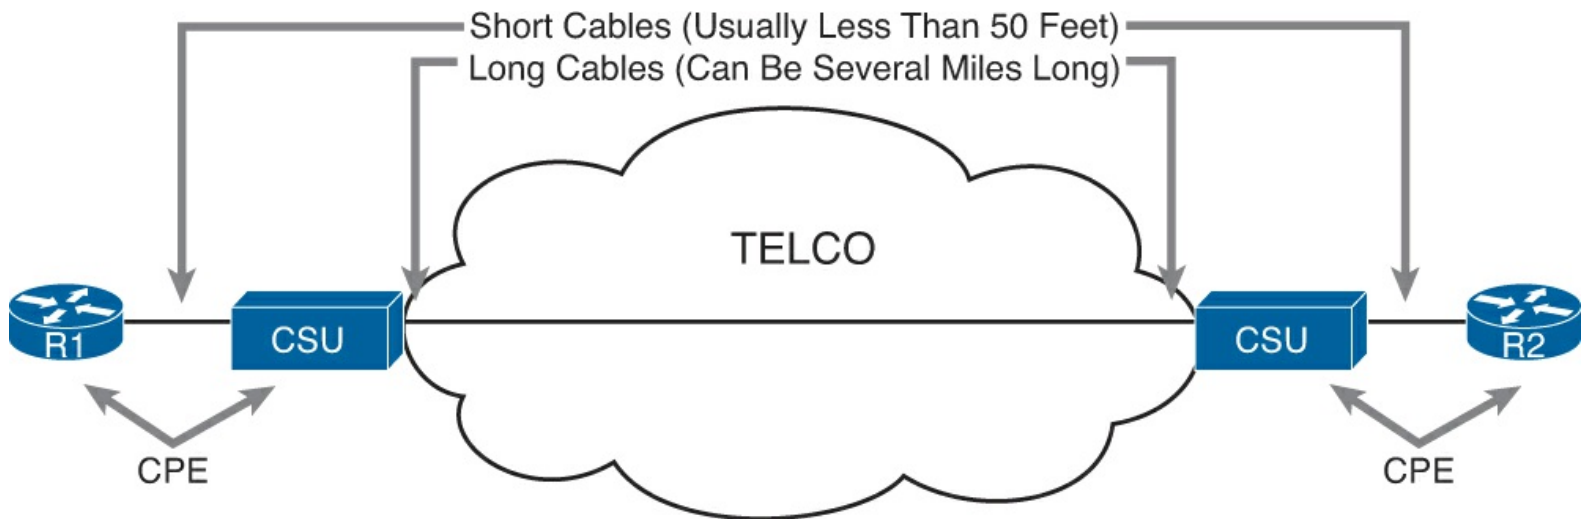 Short Cables (Usually Less Than 50 Feet)
Long Cables (Can Be Several Miles Long)
TELCO
R1
CSU
CSU
R2
CPE
CPE